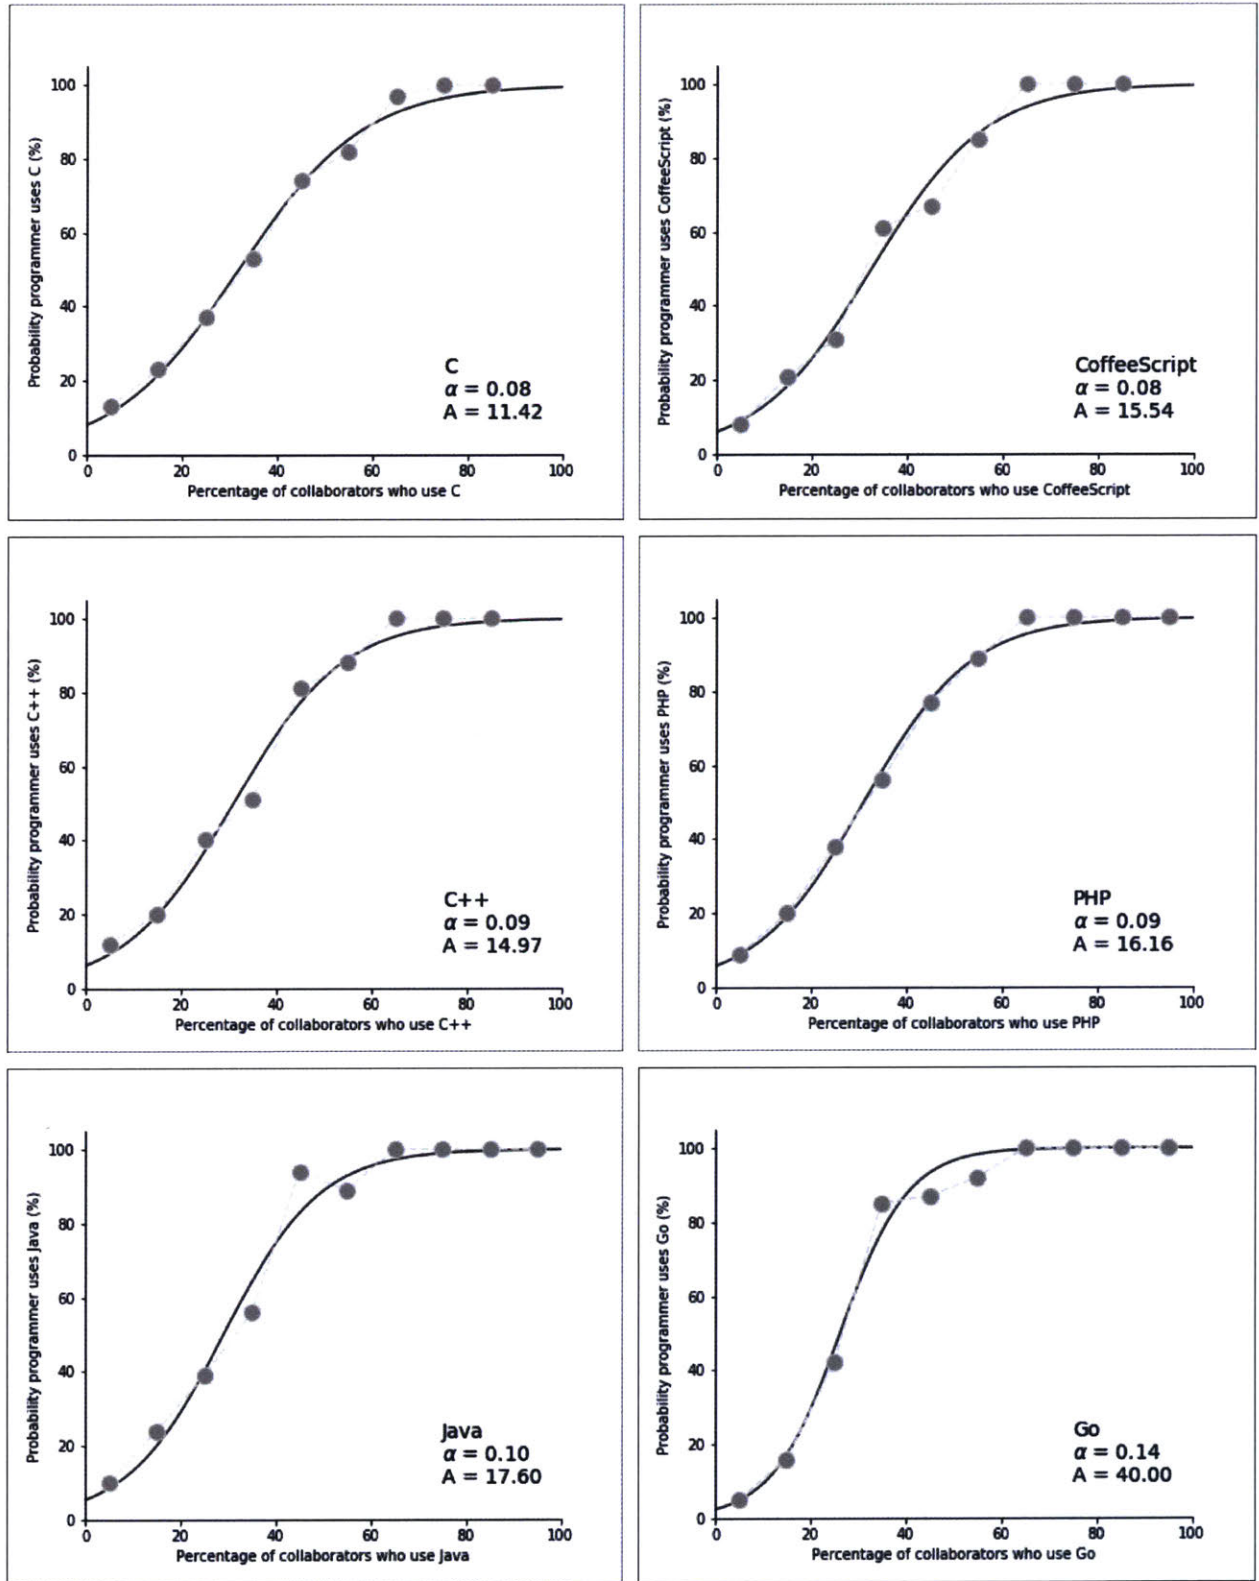 Probability programmer uses C (%)
100
80
60
40
20
0
C
α = 0.08
A = 11.42
0 20 40 60 80 100
Percentage of collaborators who use C
Probability programmer uses CoffeeScript (%)
100
80
60
40
20
0
CoffeeScript
α = 0.08
A = 15.54
0 20 40 60 80 100
Percentage of collaborators who use CoffeeScript
Probability programmer uses C++ (%)
100
80
60
40
20
0
C++
α = 0.09
A = 14.97
0 20 40 60 80 100
Percentage of collaborators who use C++
Probability programmer uses PHP (%)
100
80
60
40
20
0
PHP
α = 0.09
A = 16.16
0 20 40 60 80 100
Percentage of collaborators who use PHP
Probability programmer uses Java (%)
100
80
60
40
20
0
Java
α = 0.10
A = 17.60
0 20 40 60 80 100
Percentage of collaborators who use Java
Probability programmer uses Go (%)
100
80
60
40
20
0
Go
α = 0.14
A = 40.00
0 20 40 60 80 100
Percentage of collaborators who use Go